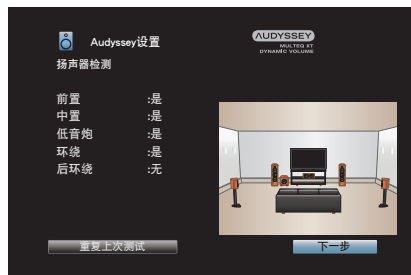 Audyssey设置
AUDYSSEY
MULTEQ XT
DYNAMIC VOLUME
扬声器检测
前置 :是
中置 :是
低音炮 :是
环绕 :是
后环绕 :无
重复上次测试
下一步